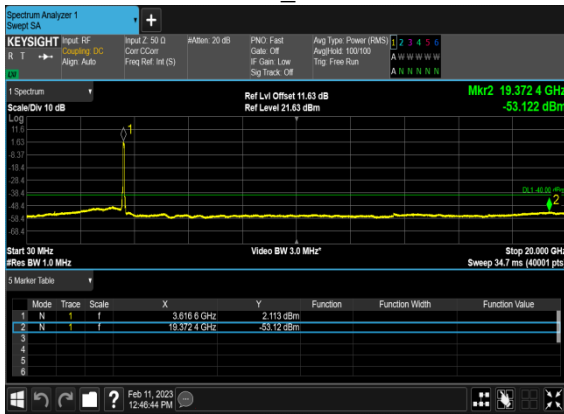 Spectrum Analyzer 1
Swept SA
+
KEYSIGHT Input: RF Input Z: 50 Ω #Atten: 20 dB PNO: Fast Avg Type: Power (RMS) 1 2 3 4 5 6
R T Coupling: DC Corr CCorr Gate: Off Avg|Hold: 100/100 A W W W W W
Align: Auto Freq Ref: Int (S) IF Gain: Low Trig: Free Run
Sig Track: Off A N N N N N
1 Spectrum
Scale/Div 10 dB
Ref Lvl Offset 11.63 dB
Ref Level 21.63 dBm
Mkr2 19.372 4 GHz
-53.122 dBm
Log
11.6
1.63
-8.37
-18.4
-28.4
-38.4
-48.4
-58.4
-68.4
1
DL1 -40.00 dBm
2
Start 30 MHz Video BW 3.0 MHz* Stop 20.000 GHz
#Res BW 1.0 MHz Sweep 34.7 ms (40001 pts)
5 Marker Table
Mode Trace Scale X Y Function Function Width Function Value
1 N 1 f 3.616 6 GHz 2.113 dBm
2 N 1 f 19.372 4 GHz -53.12 dBm
3
4
5
6
? Feb 11, 2023
12:46:44 PM